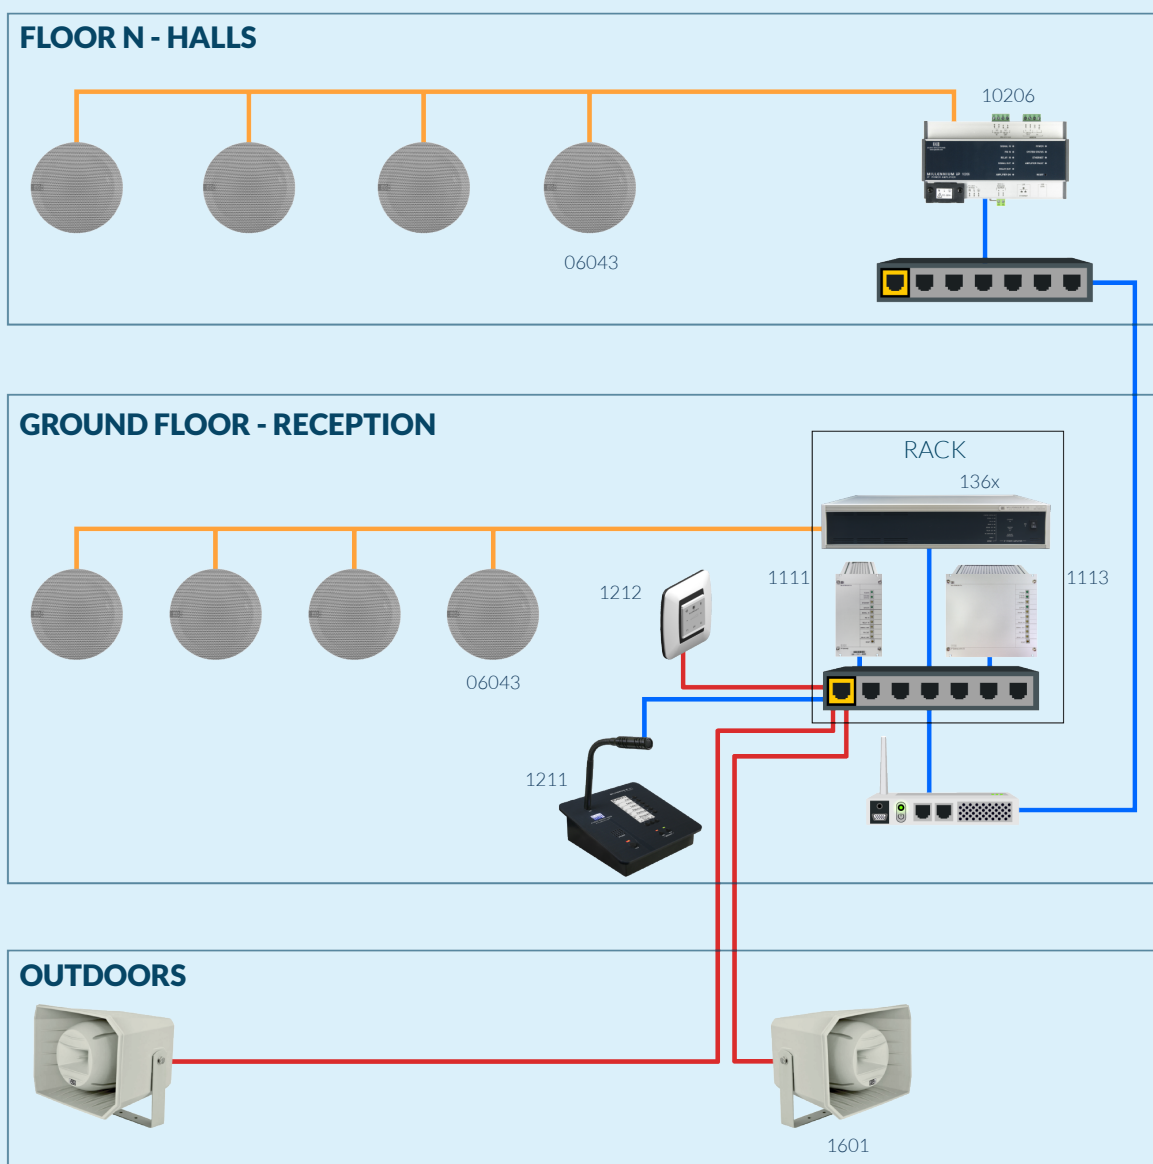 FLOOR N - HALLS
10206
06043
GROUND FLOOR - RECEPTION
RACK
136x
1111
1113
1212
06043
1211
OUTDOORS
1601